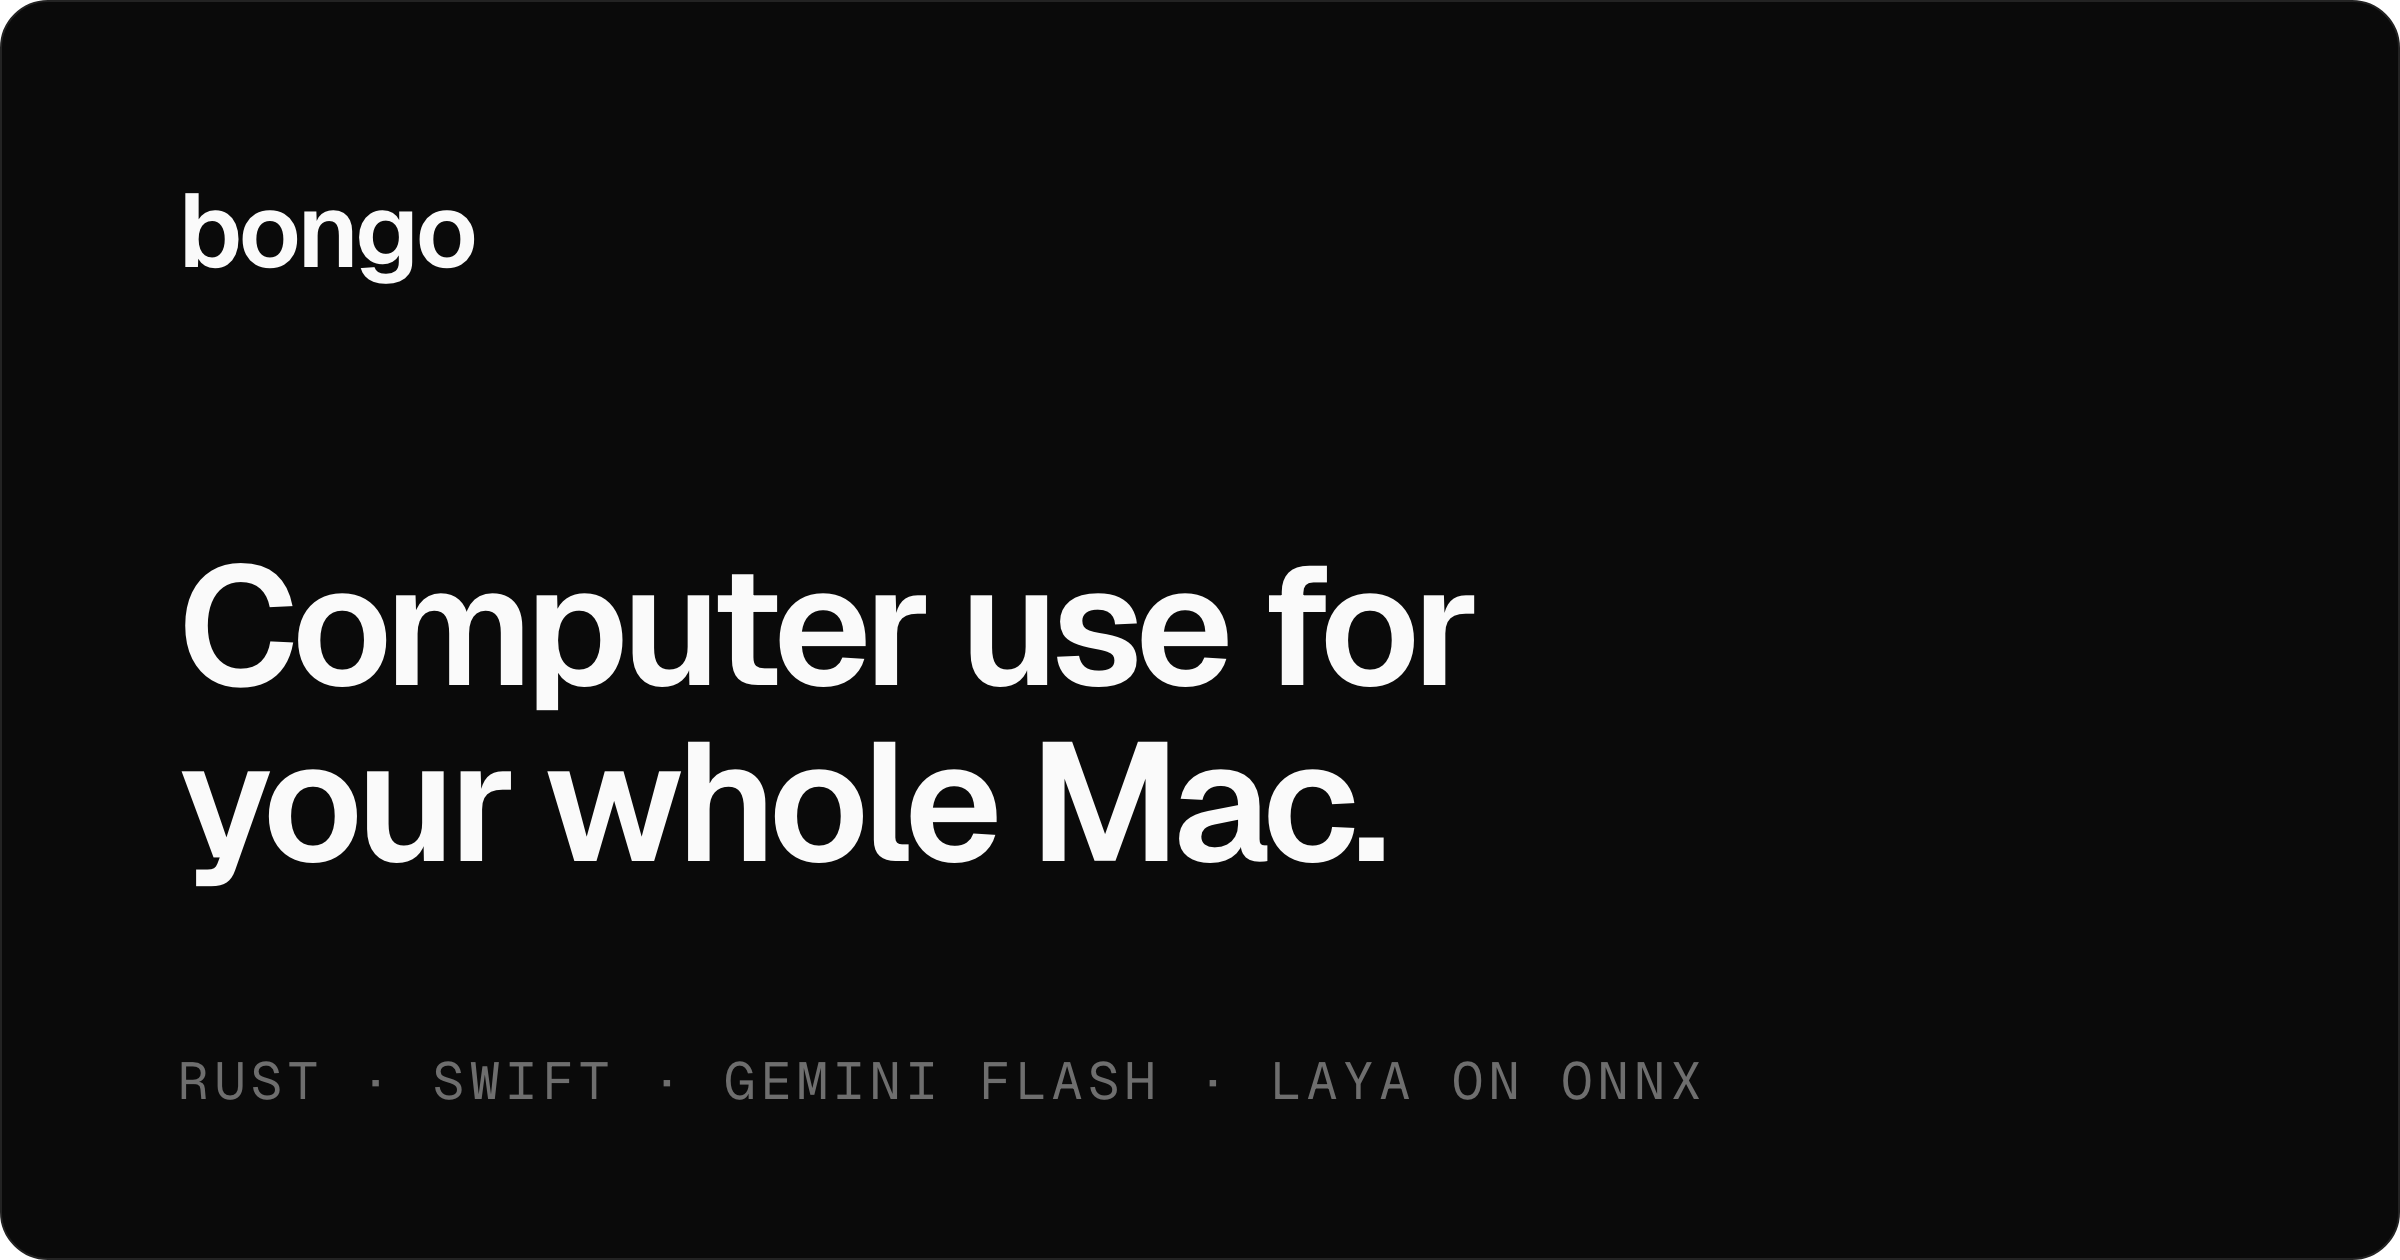 bongo
Computer use for
your whole Mac.
RUST · SWIFT · GEMINI FLASH · LAYA ON ONNX